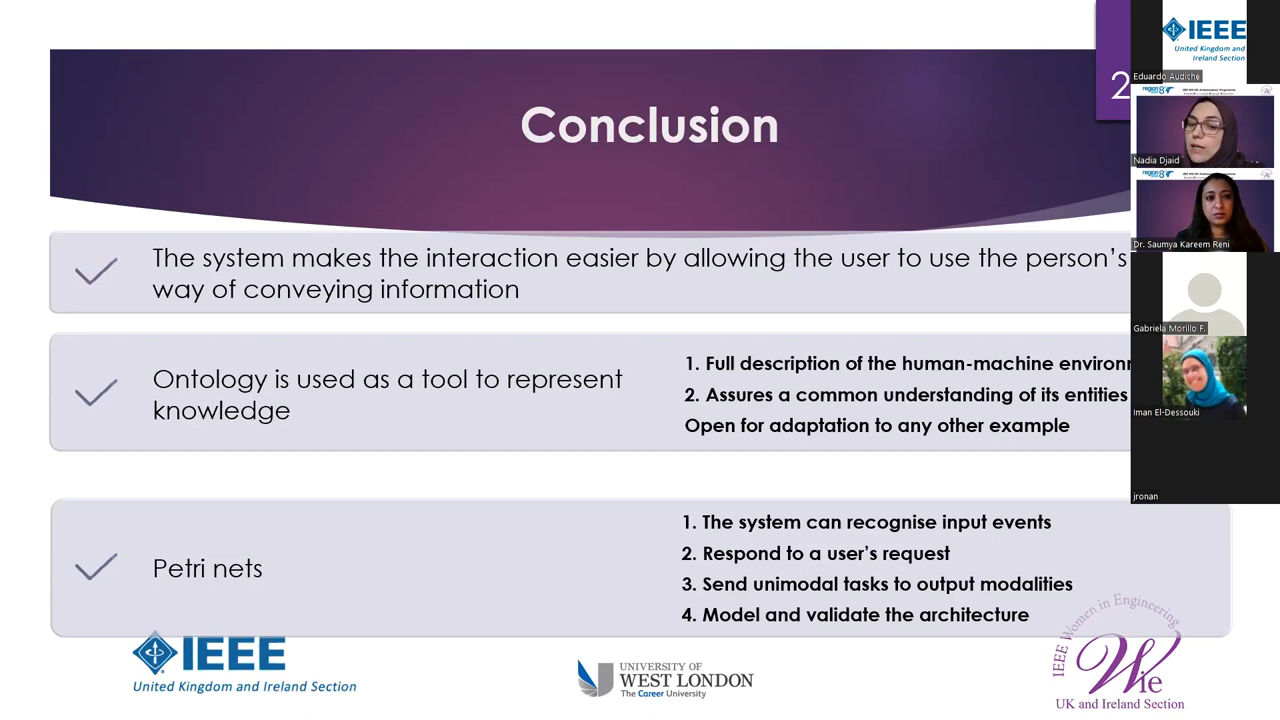 Conclusion
2
The system makes the interaction easier by allowing the user to use the person's
way of conveying information
Ontology is used as a tool to represent
knowledge
1. Full description of the human-machine environ
2. Assures a common understanding of its entities
Open for adaptation to any other example
Petri nets
1. The system can recognise input events
2. Respond to a user's request
3. Send unimodal tasks to output modalities
4. Model and validate the architecture
IEEE
United Kingdom and Ireland Section
UNIVERSITY OF
WEST LONDON
The Career University
IEEE Women in Engineering
Wie
UK and Ireland Section
IEEE
United Kingdom and
Ireland Section
Eduardo Audiche
Nadia Djaid
Dr. Saumya Kareem Reni
Gabriela Morillo F.
Iman El-Dessouki
jronan